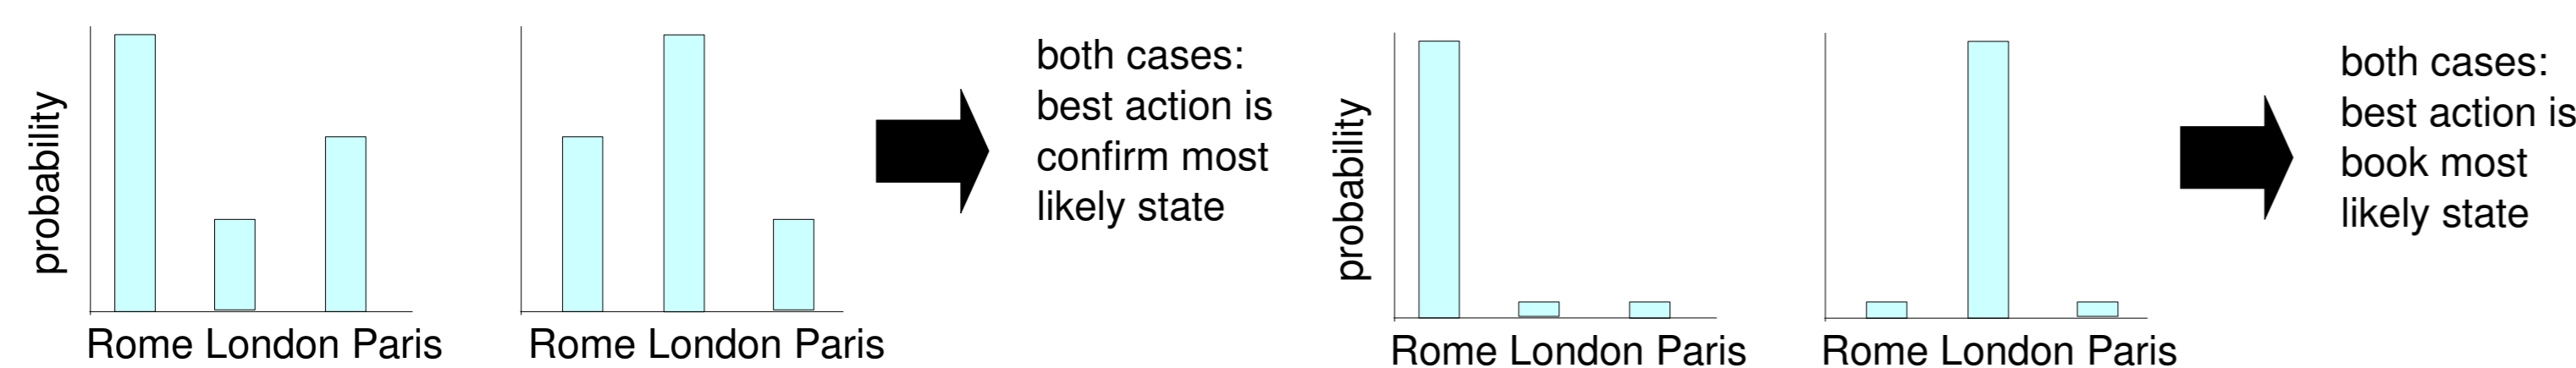 probability
Rome London Paris
Rome London Paris
both cases:
best action is
confirm most
likely state
probability
Rome London Paris
Rome London Paris
both cases:
best action is
book most
likely state